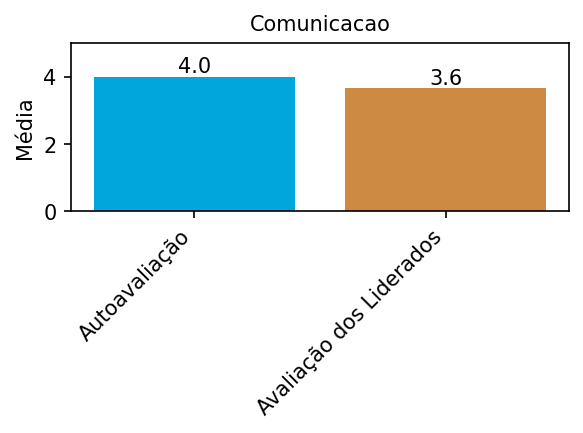 Comunicacao
4.0
3.6
4
2
0
Média
Autoavaliação
Avaliação dos Liderados